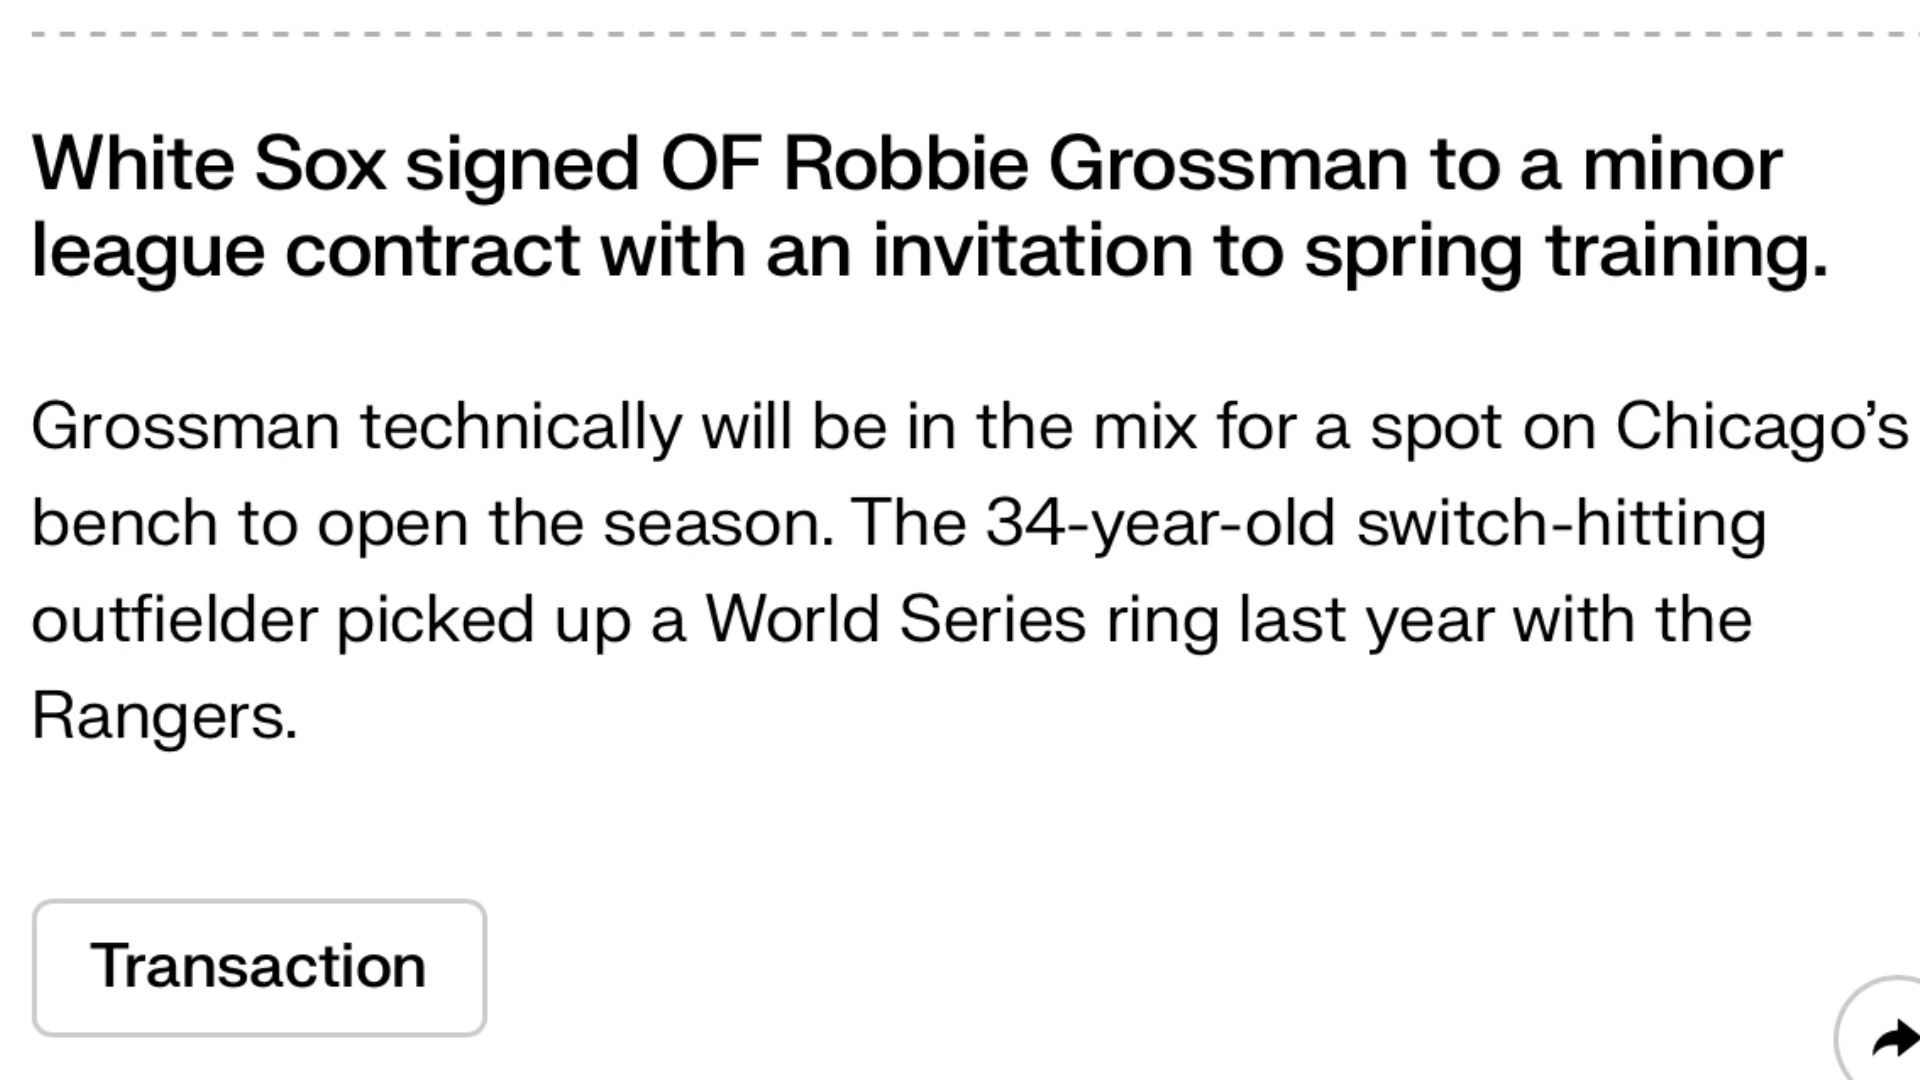 White Sox signed OF Robbie Grossman to a minor
league contract with an invitation to spring training.
Grossman technically will be in the mix for a spot on Chicago’s
bench to open the season. The 34-year-old switch-hitting
outfielder picked up a World Series ring last year with the
Rangers.
Transaction